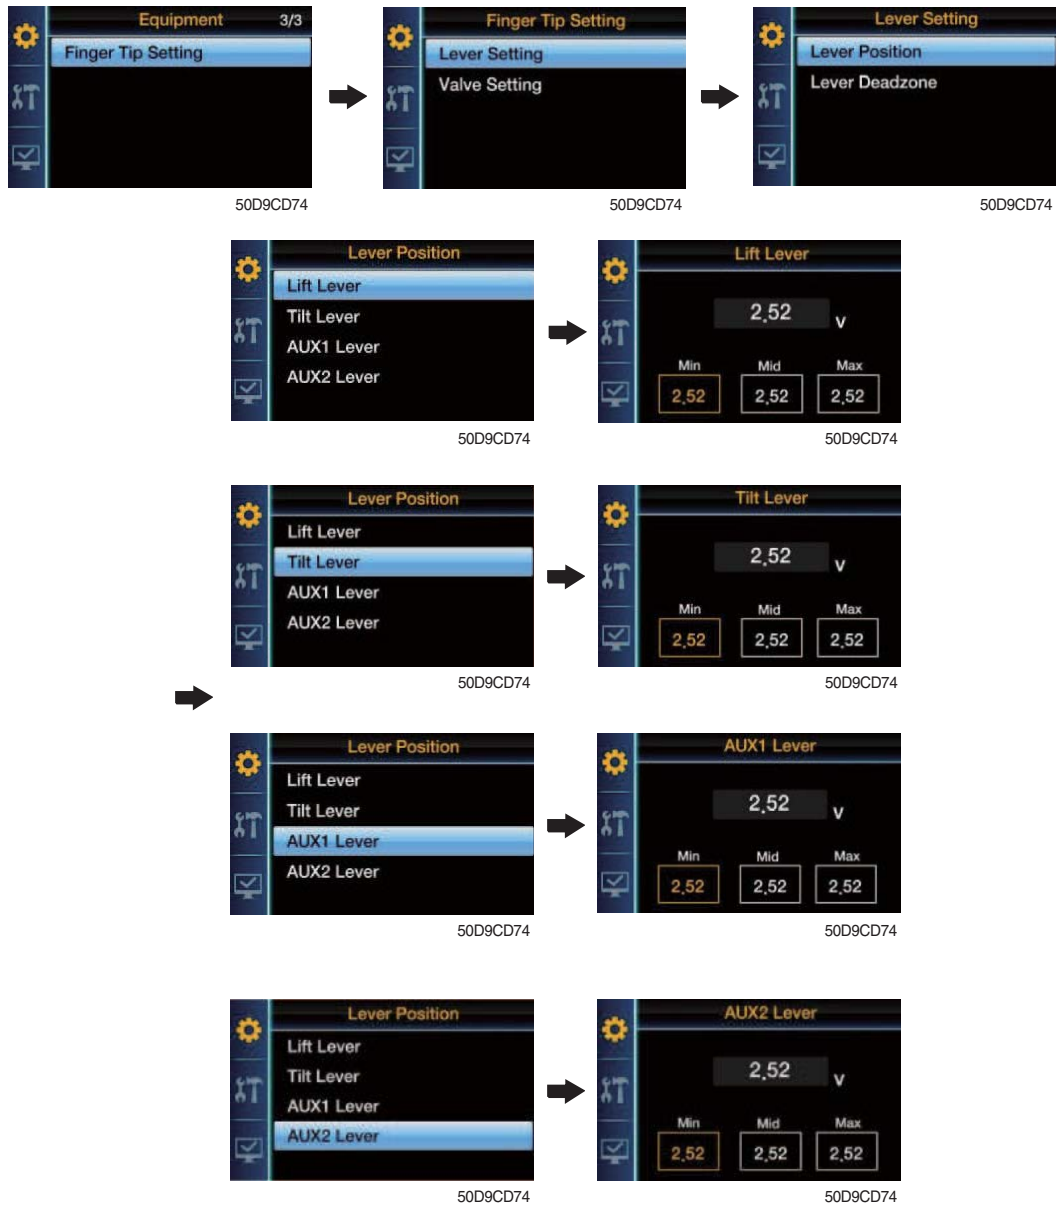 Equipment 3/3
Finger Tip Setting
50D9CD74
Finger Tip Setting
Lever Setting
Valve Setting
50D9CD74
Lever Setting
Lever Position
Lever Deadzone
50D9CD74
Lever Position
Lift Lever
Tilt Lever
AUX1 Lever
AUX2 Lever
50D9CD74
Lift Lever
2.52 V
Min Mid Max
2.52 2.52 2.52
50D9CD74
Lever Position
Lift Lever
Tilt Lever
AUX1 Lever
AUX2 Lever
50D9CD74
Tilt Lever
2.52 V
Min Mid Max
2.52 2.52 2.52
50D9CD74
Lever Position
Lift Lever
Tilt Lever
AUX1 Lever
AUX2 Lever
50D9CD74
AUX1 Lever
2.52 V
Min Mid Max
2.52 2.52 2.52
50D9CD74
Lever Position
Lift Lever
Tilt Lever
AUX1 Lever
AUX2 Lever
50D9CD74
AUX2 Lever
2.52 V
Min Mid Max
2.52 2.52 2.52
50D9CD74